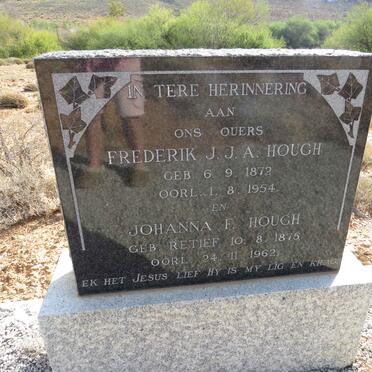 IN TERE HERINNERING
AAN
ONS OUERS
FREDERIK J. J. A. HOUGH
GEB. 6. 9. 1872
OORL. 1. 8. 1954.
EN
JOHANNA F. HOUGH
GEB. RETIEF 10. 8. 1875
OORL. 24. 11. 1962.
EK HET JESUS LIEF HY IS MY LIG EN KRAG